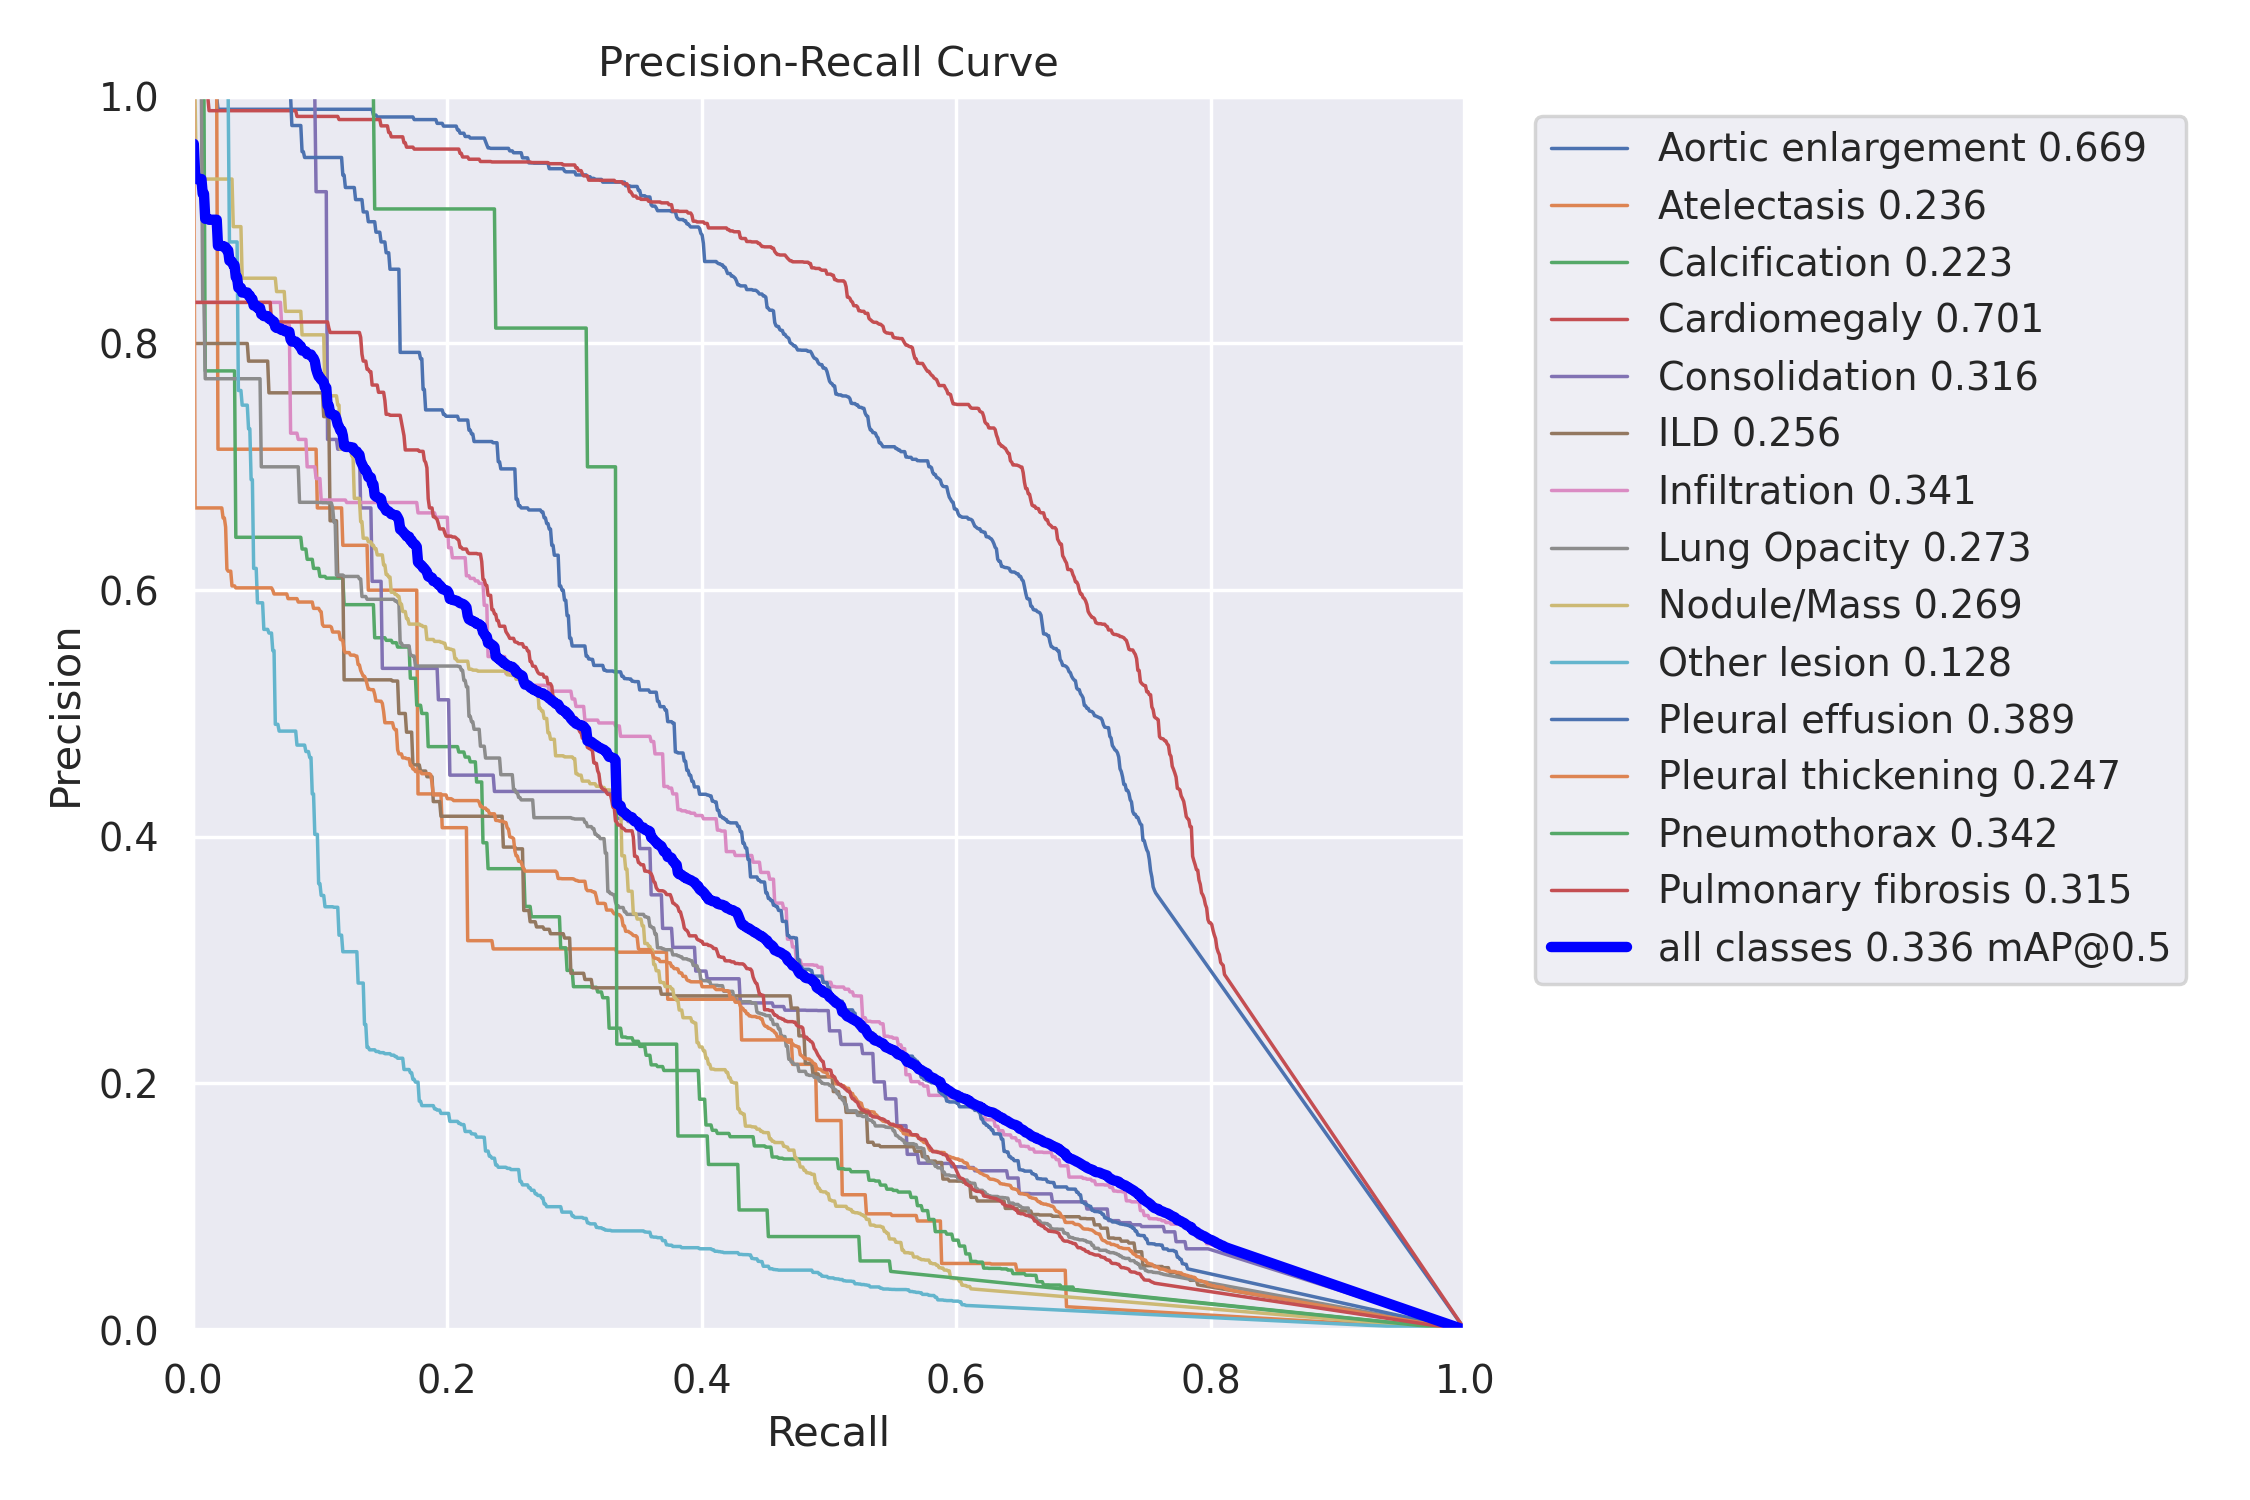 Precision-Recall Curve
1.0
0.8
0.6
0.4
0.2
0.0
Precision
0.0 0.2 0.4 0.6 0.8 1.0
Recall
Aortic enlargement 0.669
Atelectasis 0.236
Calcification 0.223
Cardiomegaly 0.701
Consolidation 0.316
ILD 0.256
Infiltration 0.341
Lung Opacity 0.273
Nodule/Mass 0.269
Other lesion 0.128
Pleural effusion 0.389
Pleural thickening 0.247
Pneumothorax 0.342
Pulmonary fibrosis 0.315
all classes 0.336 mAP@0.5